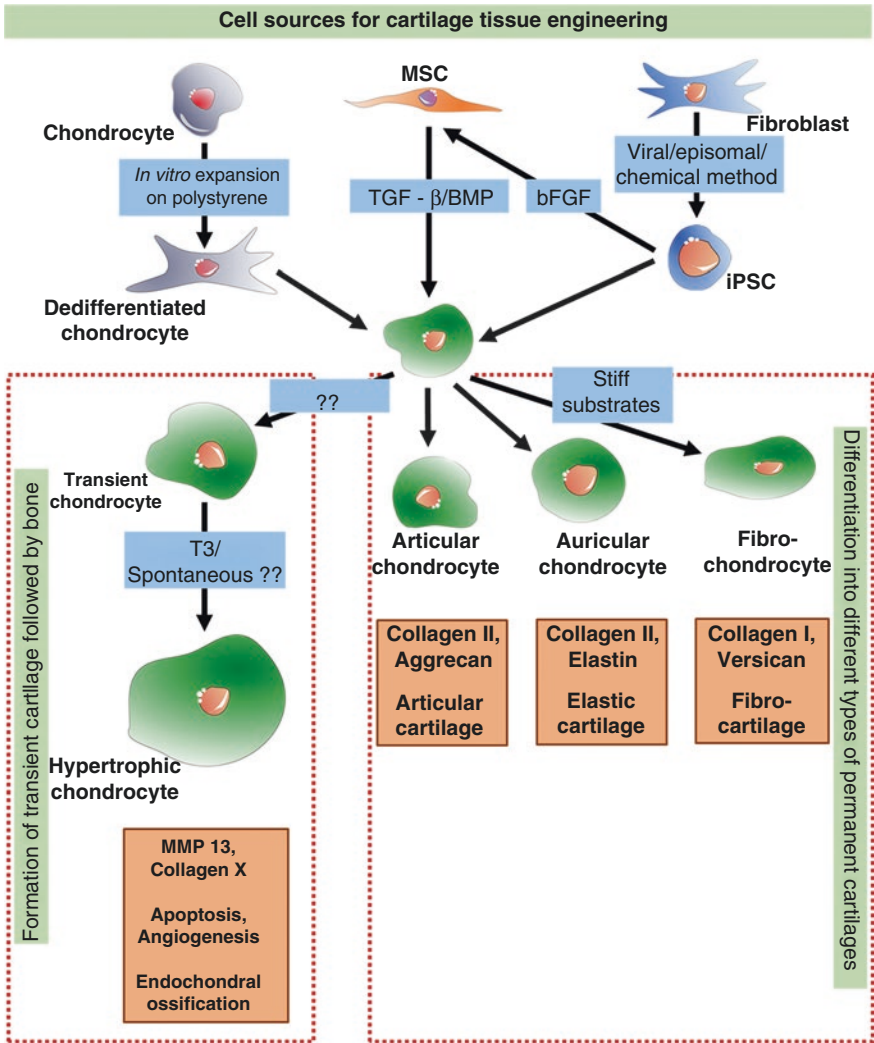 Cell sources for cartilage tissue engineering
Chondrocyte
MSC
Fibroblast
In vitro expansion
on polystyrene
TGF - β/BMP
bFGF
Viral/episomal/
chemical method
Dedifferentiated
chondrocyte
iPSC
??
Stiff
substrates
Transient
chondrocyte
T3/
Spontaneous ??
Hypertrophic
chondrocyte
MMP 13,
Collagen X
Apoptosis,
Angiogenesis
Endochondral
ossification
Formation of transient cartilage followed by bone
Articular
chondrocyte
Auricular
chondrocyte
Fibro-
chondrocyte
Collagen II,
Aggrecan
Articular
cartilage
Collagen II,
Elastin
Elastic
cartilage
Collagen I,
Versican
Fibro-
cartilage
Differentiation into different types of permanent cartilages